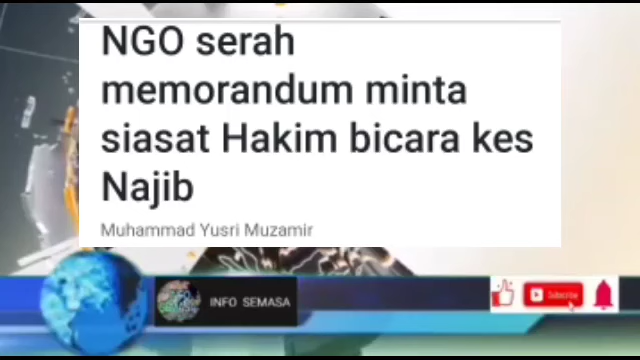 NGO serah
memorandum minta
siasat Hakim bicara kes
Najib
Muhammad Yusri Muzamir
INFO SEMASA
Subscribe